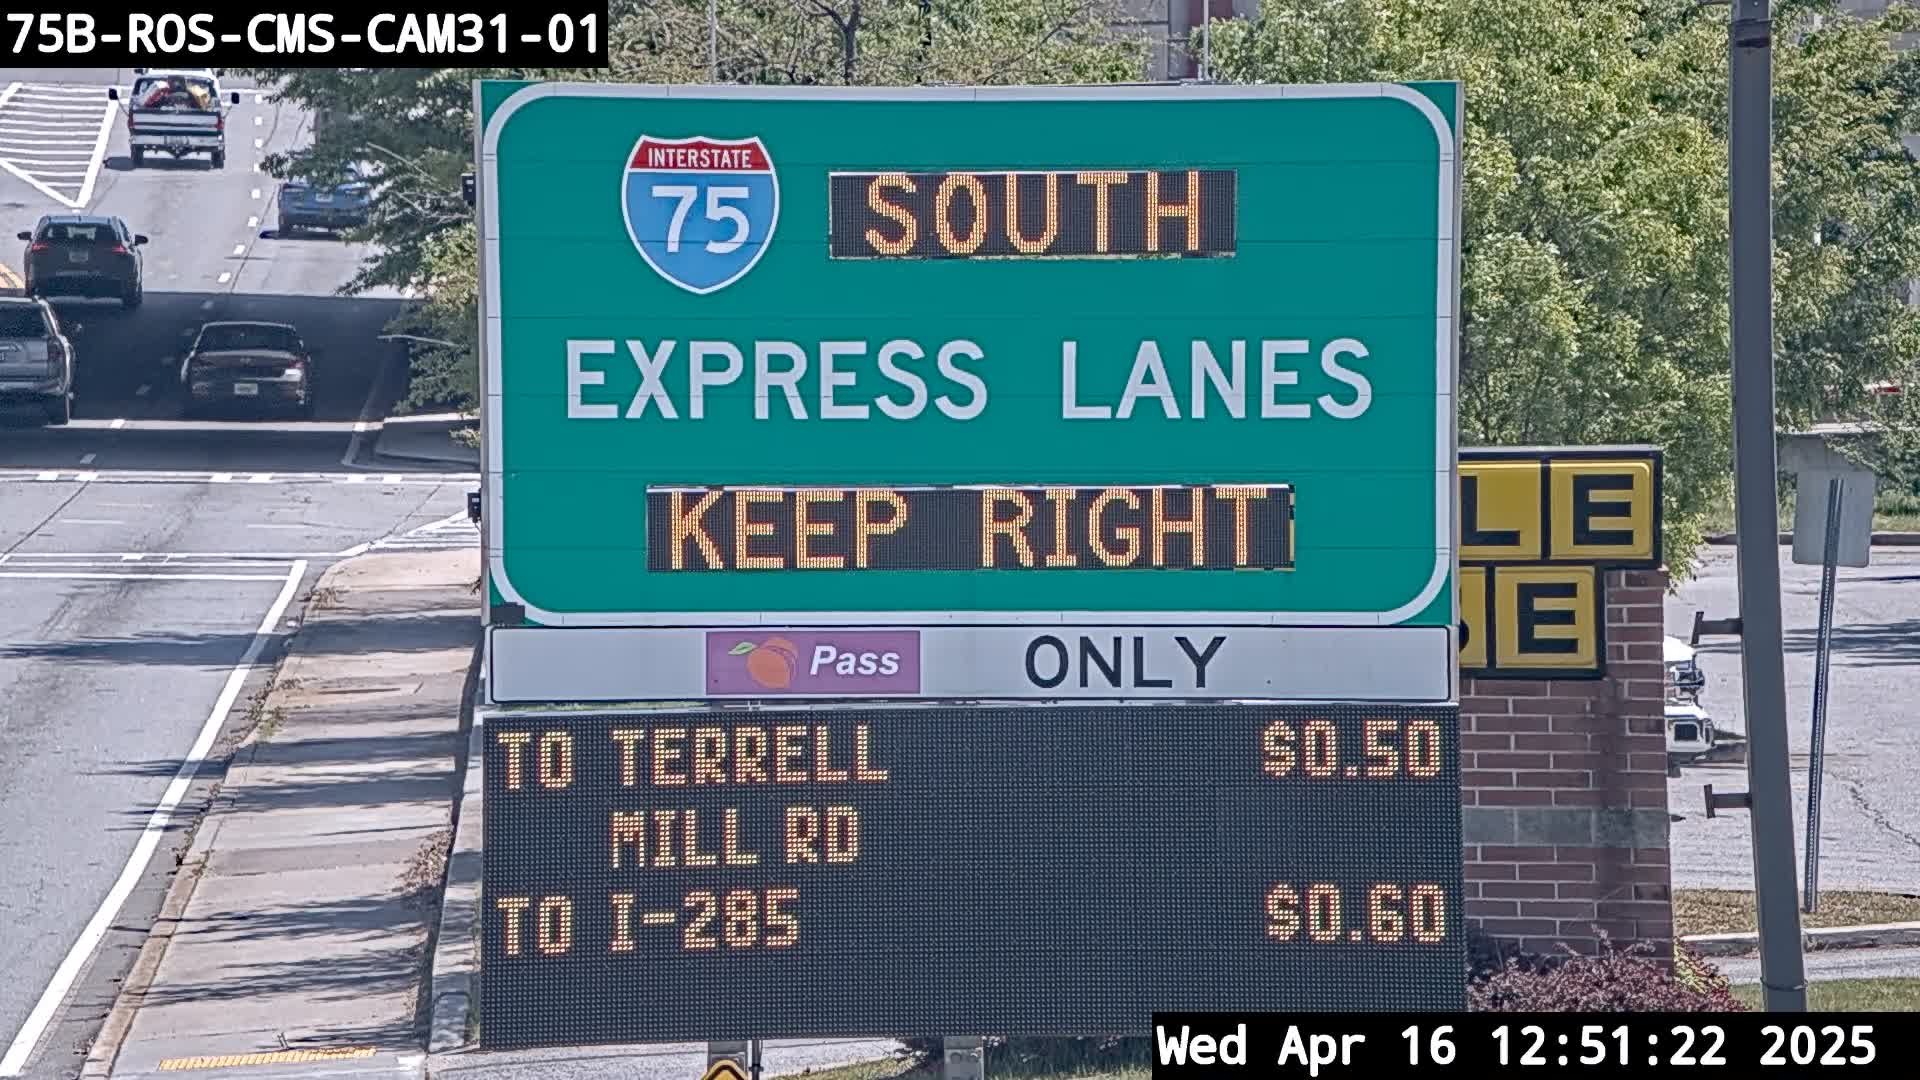 75B-ROS-CMS-CAM31-01
INTERSTATE
75
SOUTH
EXPRESS LANES
KEEP RIGHT
Pass ONLY
TO TERRELL $0.50
MILL RD
TO I-285 $0.60
LE
E
Wed Apr 16 12:51:22 2025